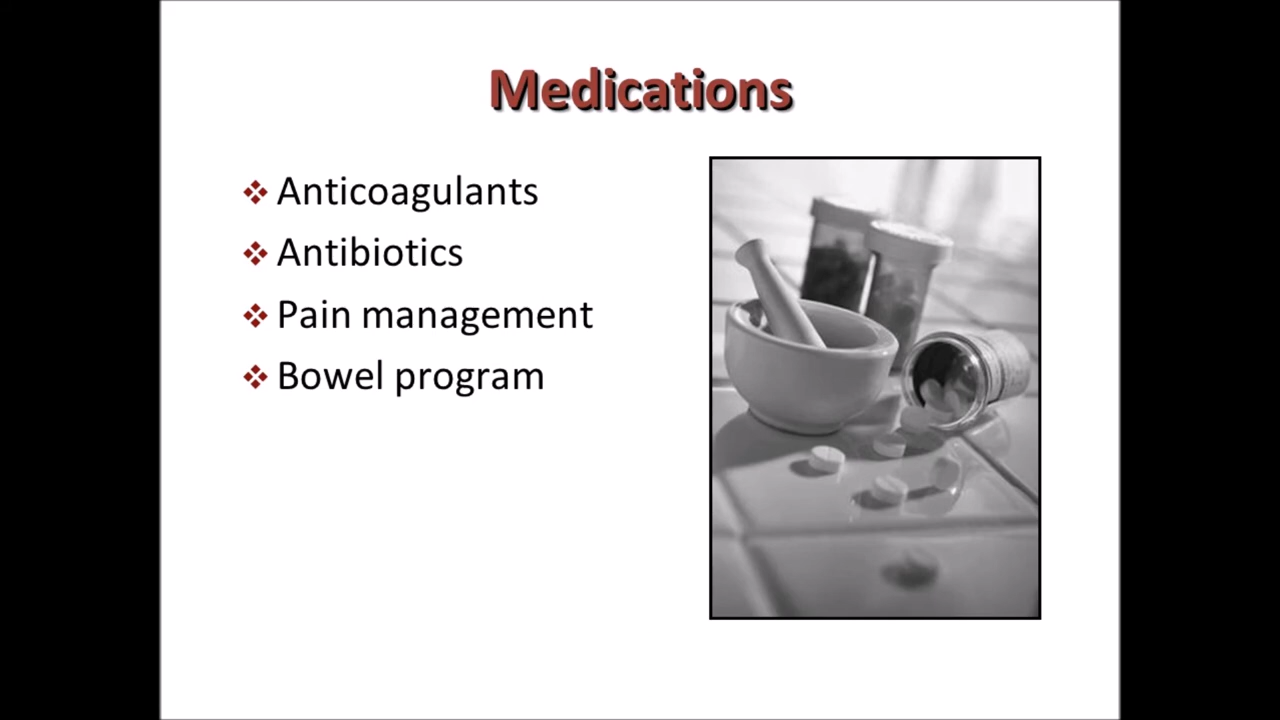 Medications
Anticoagulants
Antibiotics
Pain management
Bowel program